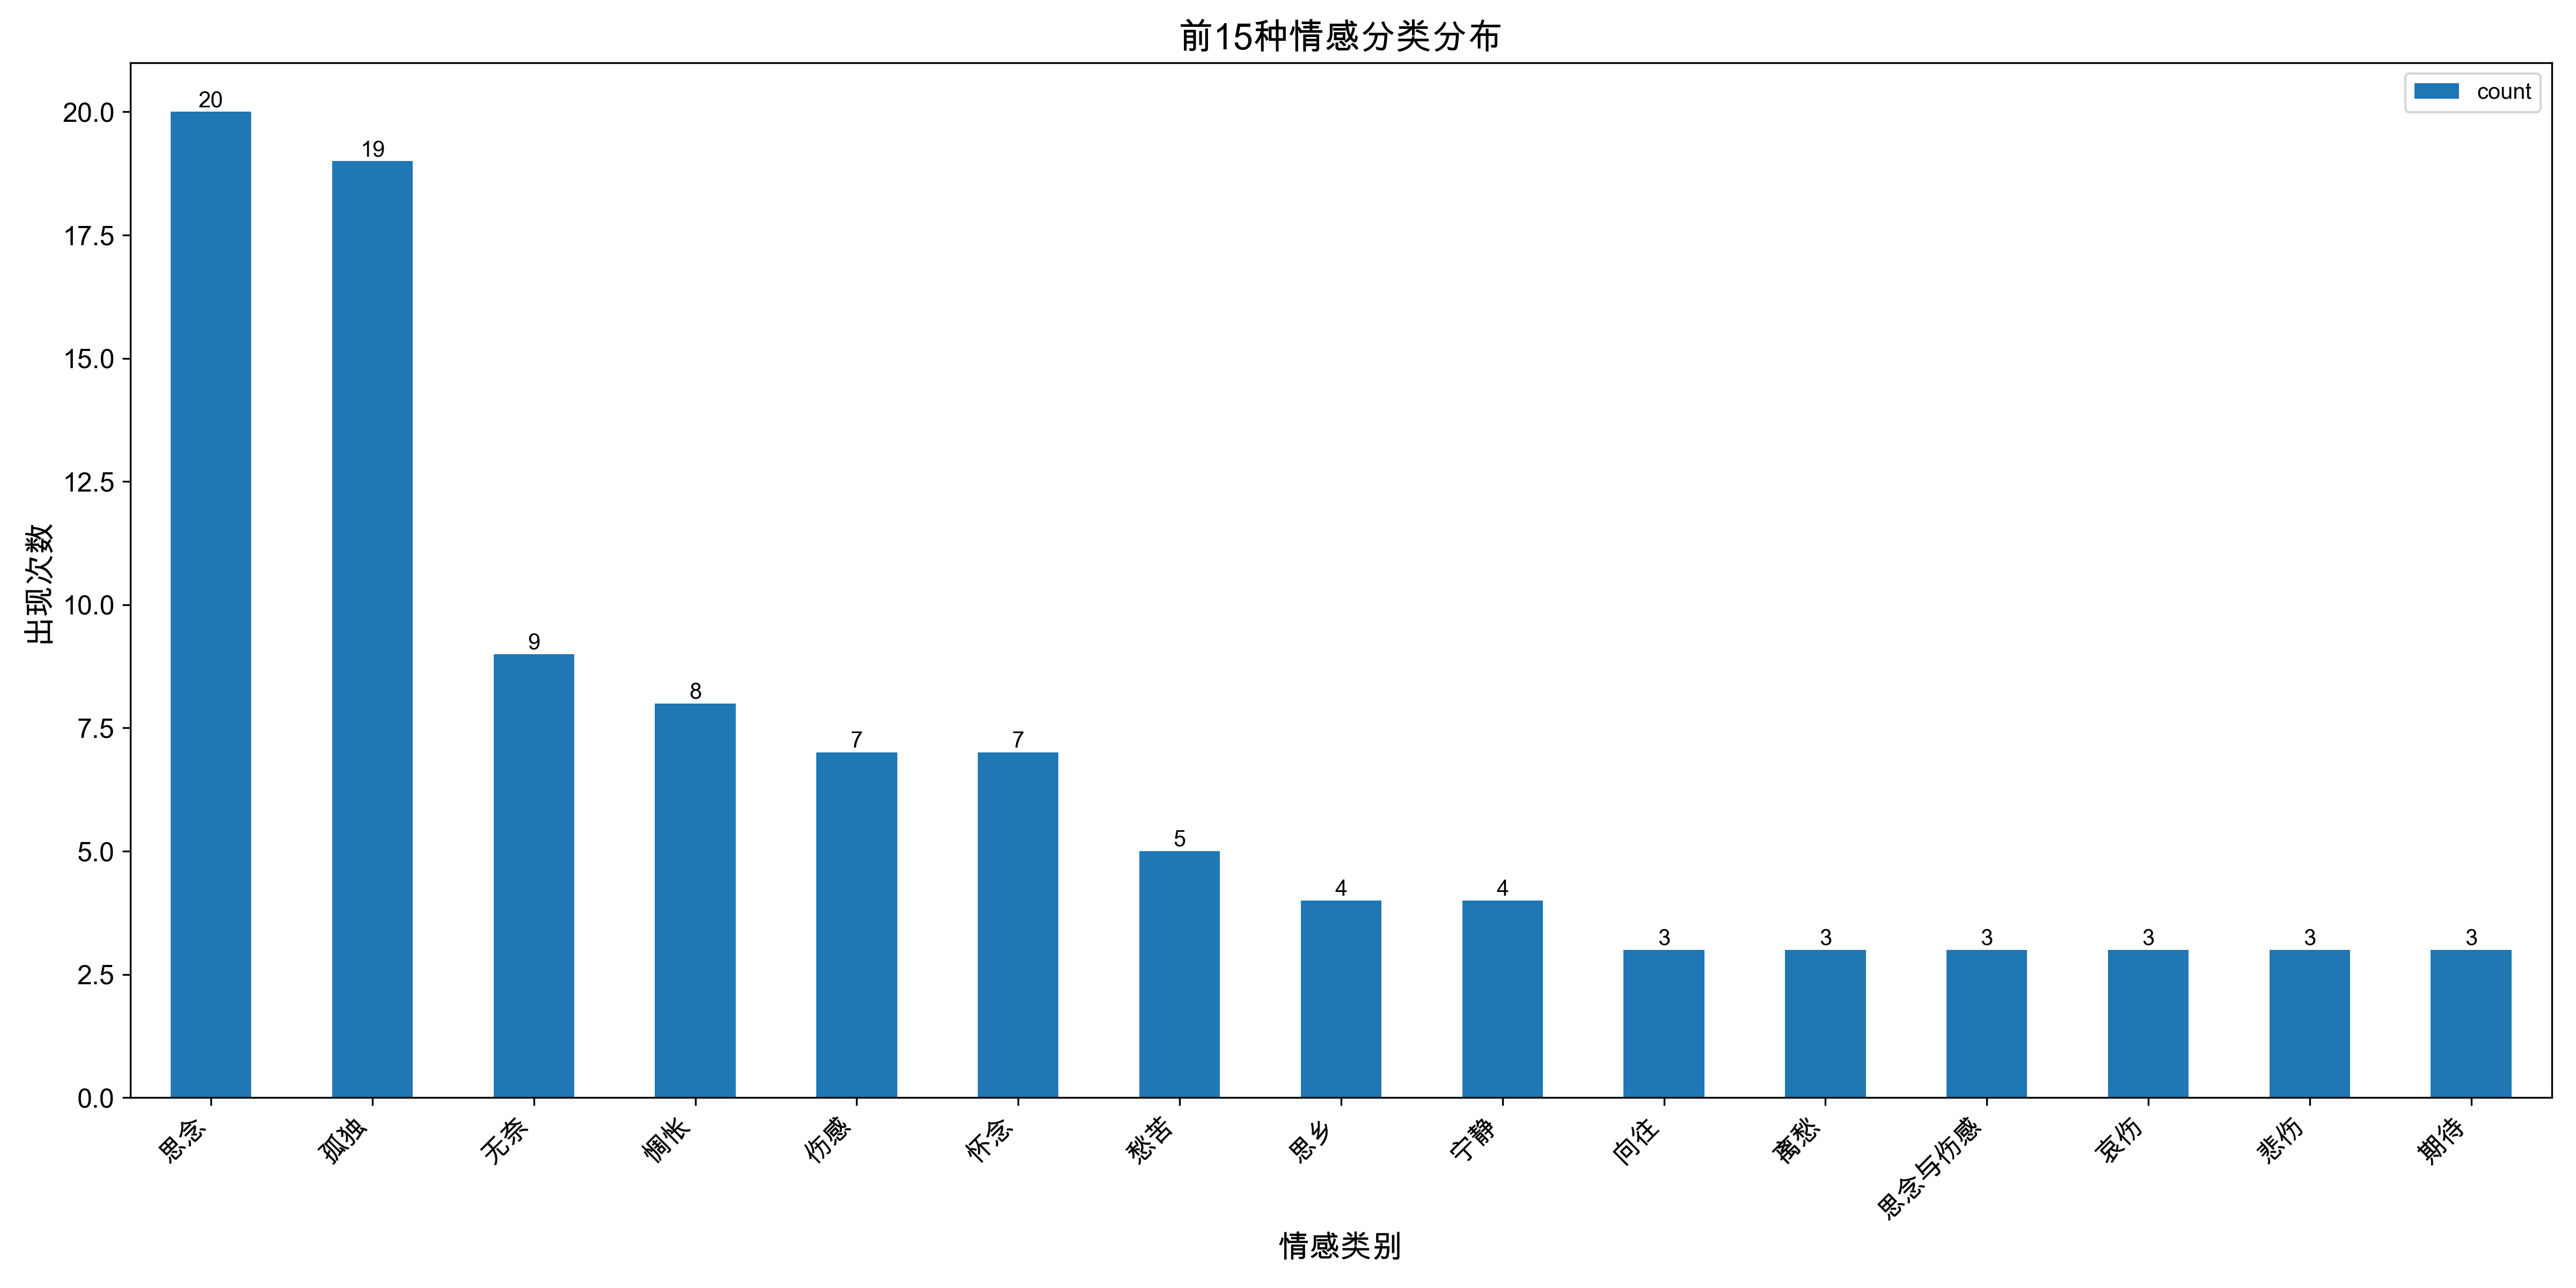 前15种情感分类分布
count
出现次数
20.0
17.5
15.0
12.5
10.0
7.5
5.0
2.5
0.0
20
19
9
8
7
7
5
4
4
3
3
3
3
3
3
思念
孤独
无奈
惆怅
伤感
怀念
愁苦
思乡
宁静
向往
离愁
思念与伤感
哀伤
悲伤
期待
情感类别